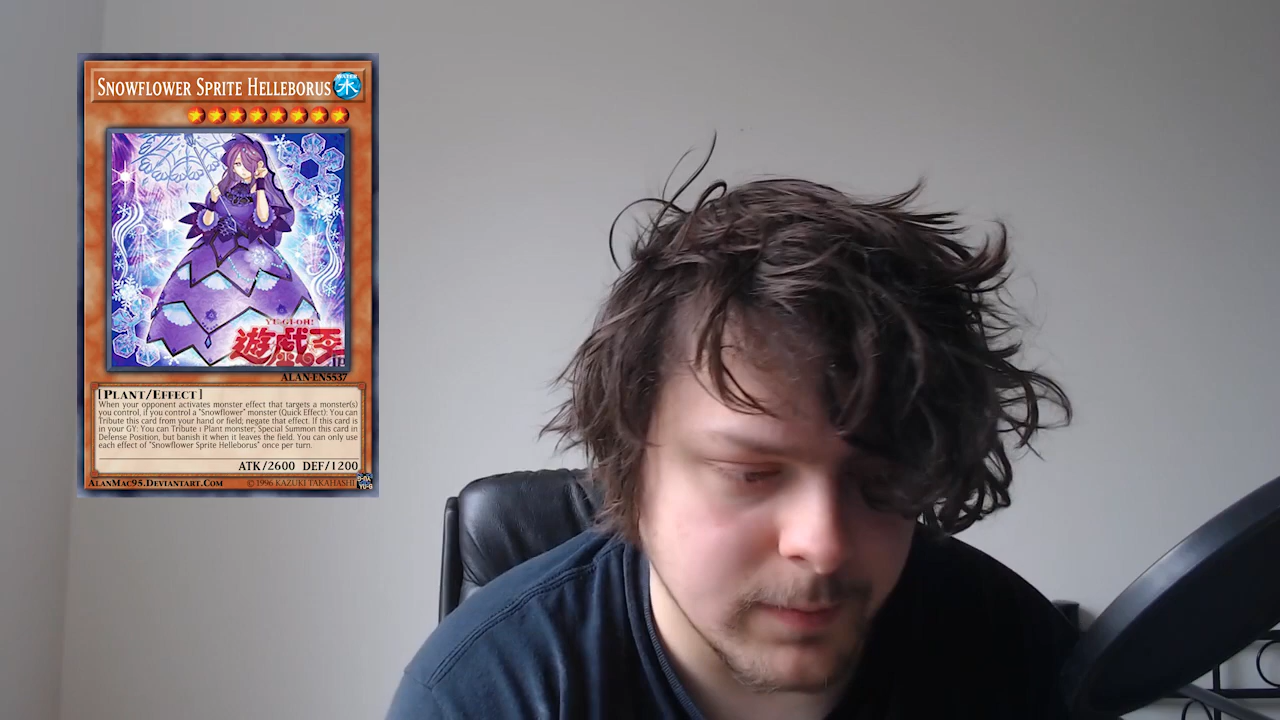 Snowflower Sprite Helleborus
WATER
水
YU-GI-OH!
遊戯王
ALAN-EN5537
[Plant/Effect]
When your opponent activates monster effect that targets a monster(s)
you control, if you control a "Snowflower" monster (Quick Effect): You can
Tribute this card from your hand or field; negate that effect. If this card is
in your GY: You can Tribute 1 Plant monster; Special Summon this card in
Defense Position, but banish it when it leaves the field. You can only use
each effect of "Snowflower Sprite Helleborus" once per turn.
ATK/2600 DEF/1200
AlanMac95.Deviantart.Com ©1996 KAZUKI TAKAHASHI